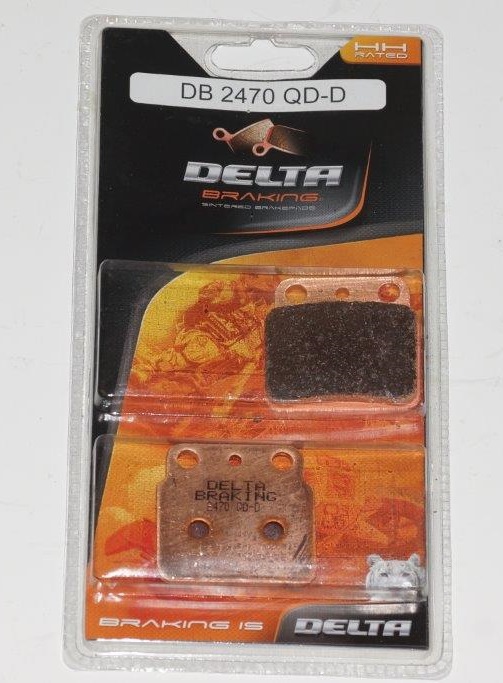 HH
RATED
DB 2470 QD-D
DELTA
BRAKING
SINTERED BRAKEPADS
DELTA
BRAKING
2470 QD-D
BRAKING IS DELTA